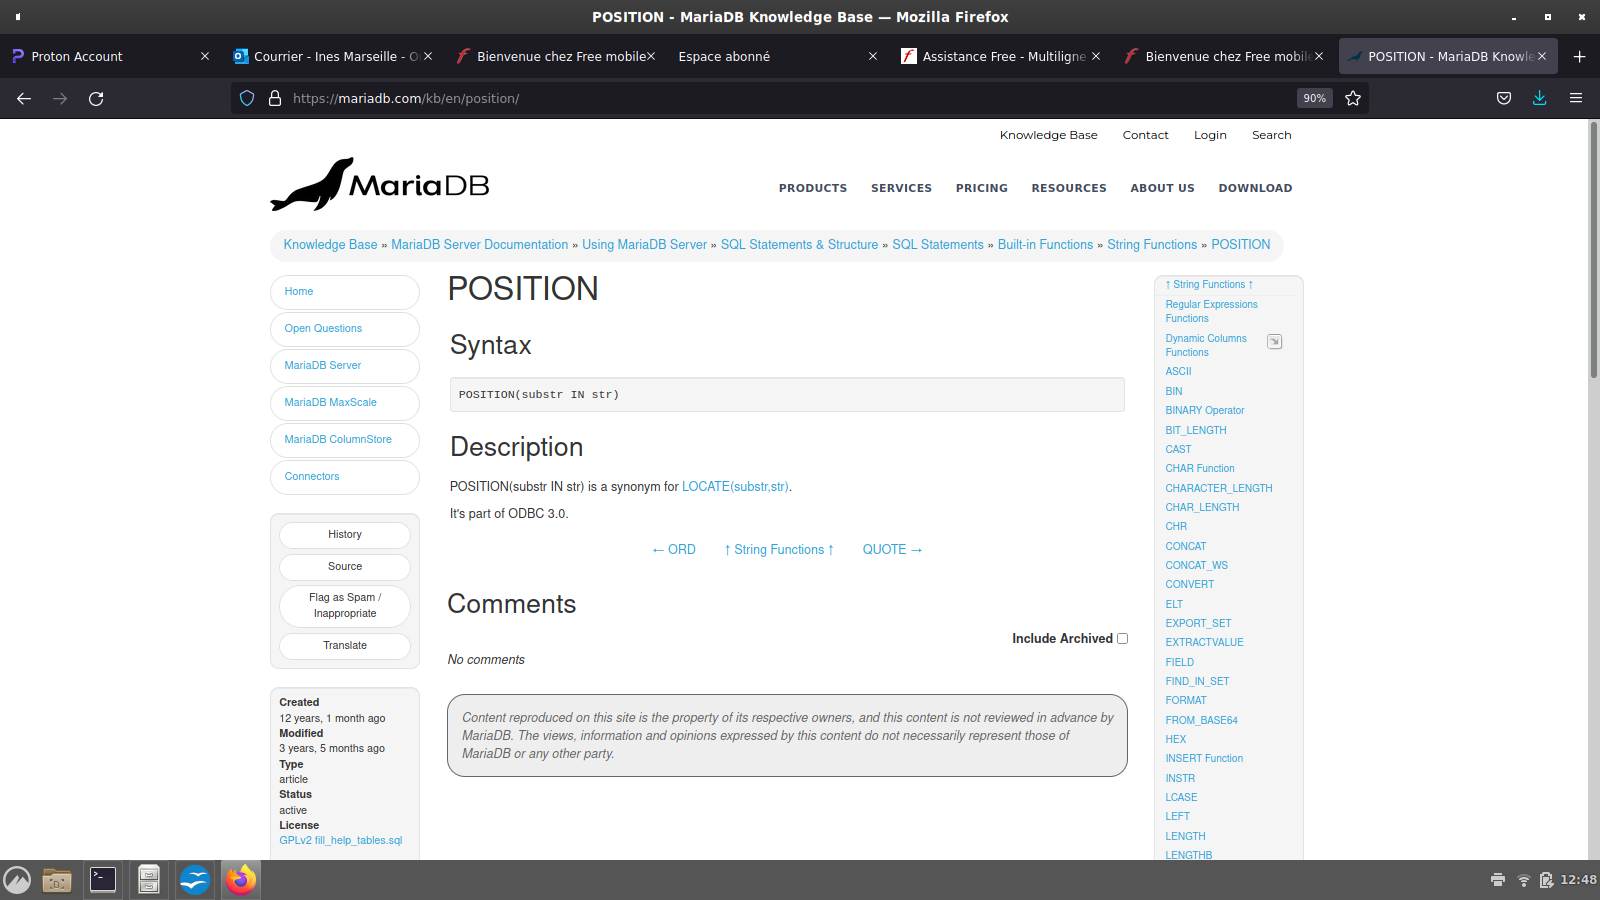 POSITION - MariaDB Knowledge Base — Mozilla Firefox
Proton Account
Courrier - Ines Marseille - O
Bienvenue chez Free mobile
Espace abonné
Assistance Free - Multiligne
Bienvenue chez Free mobile
POSITION - MariaDB Knowle
https://mariadb.com/kb/en/position/
90%
Knowledge Base Contact Login Search
MariaDB
PRODUCTS SERVICES PRICING RESOURCES ABOUT US DOWNLOAD
Knowledge Base » MariaDB Server Documentation » Using MariaDB Server » SQL Statements & Structure » SQL Statements » Built-in Functions » String Functions » POSITION
Home
Open Questions
MariaDB Server
MariaDB MaxScale
MariaDB ColumnStore
Connectors
History
Source
Flag as Spam /
Inappropriate
Translate
Created
12 years, 1 month ago
Modified
3 years, 5 months ago
Type
article
Status
active
License
GPLv2 fill_help_tables.sql
POSITION
Syntax
POSITION(substr IN str)
Description
POSITION(substr IN str) is a synonym for LOCATE(substr,str).
It's part of ODBC 3.0.
← ORD ↑ String Functions ↑ QUOTE →
Comments
Include Archived
No comments
Content reproduced on this site is the property of its respective owners, and this content is not reviewed in advance by
MariaDB. The views, information and opinions expressed by this content do not necessarily represent those of
MariaDB or any other party.
↑ String Functions ↑
Regular Expressions
Functions
Dynamic Columns
Functions
ASCII
BIN
BINARY Operator
BIT_LENGTH
CAST
CHAR Function
CHARACTER_LENGTH
CHAR_LENGTH
CHR
CONCAT
CONCAT_WS
CONVERT
ELT
EXPORT_SET
EXTRACTVALUE
FIELD
FIND_IN_SET
FORMAT
FROM_BASE64
HEX
INSERT Function
INSTR
LCASE
LEFT
LENGTH
LENGTHB
12:48